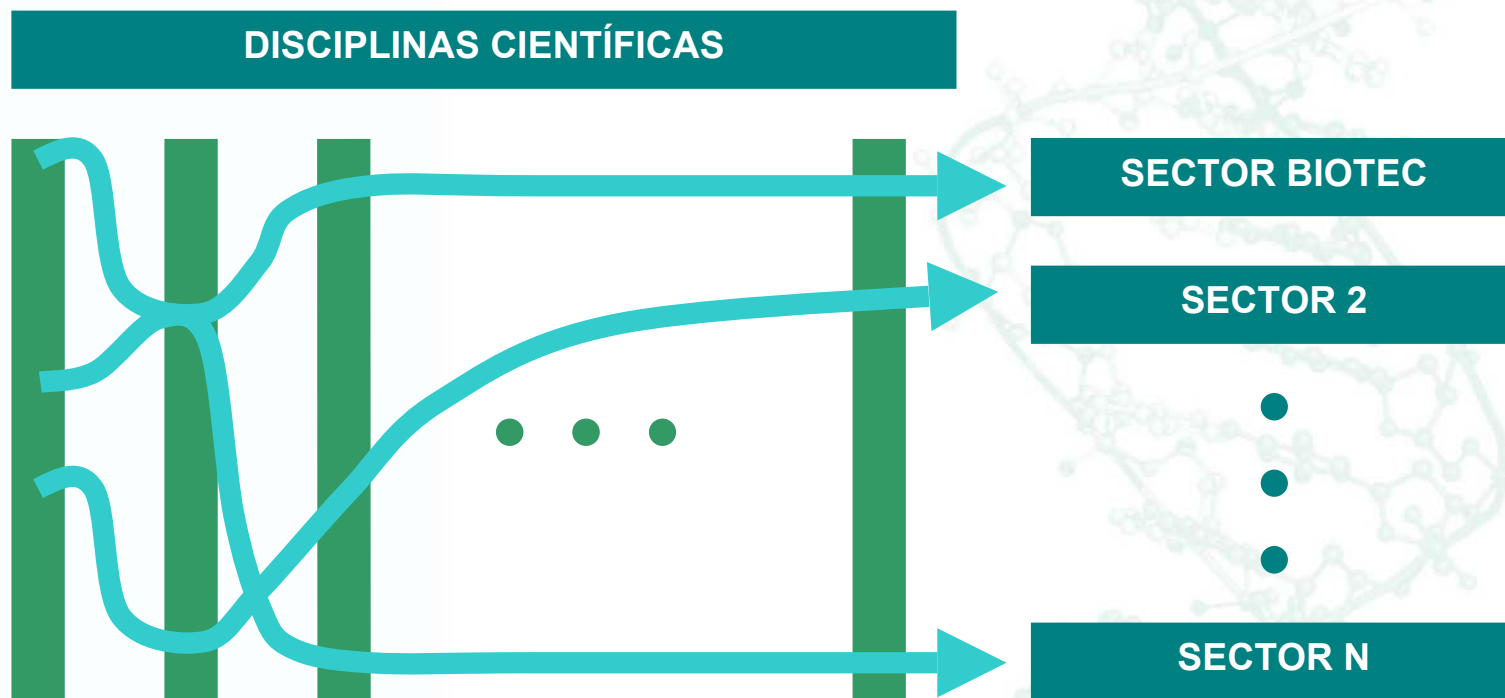 DISCIPLINAS CIENTÍFICAS
SECTOR BIOTEC
SECTOR 2
SECTOR N